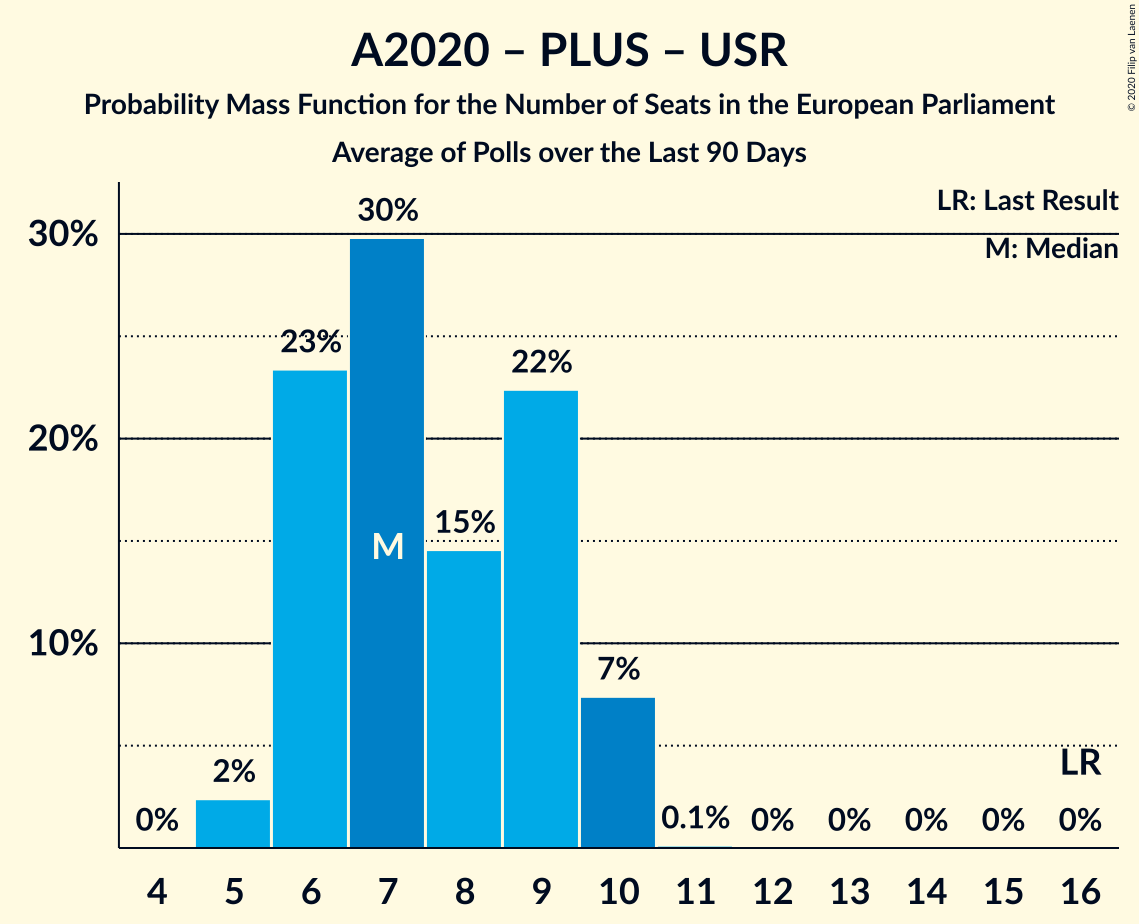 A2020 – PLUS – USR
Probability Mass Function for the Number of Seats in the European Parliament
Average of Polls over the Last 90 Days
© 2020 Filip van Laenen
LR: Last Result
M: Median
30%
20%
10%
0%
2%
23%
30%
M
15%
22%
7%
0.1%
0%
0%
0%
0%
LR
0%
4 5 6 7 8 9 10 11 12 13 14 15 16